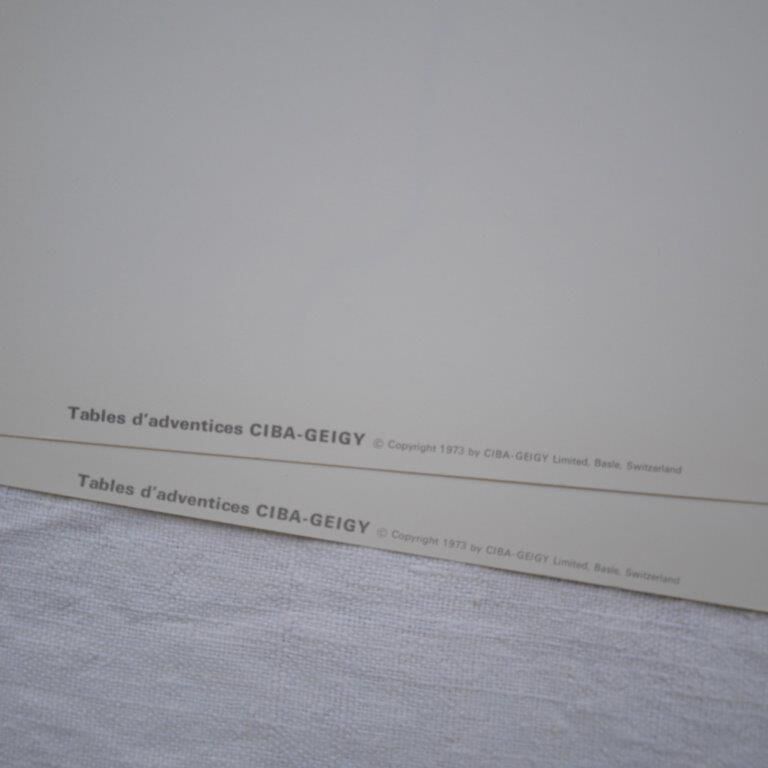 Tables d'adventices CIBA-GEIGY © Copyright 1973 by CIBA-GEIGY Limited, Basle, Switzerland
Tables d'adventices CIBA-GEIGY © Copyright 1973 by CIBA-GEIGY Limited, Basle, Switzerland